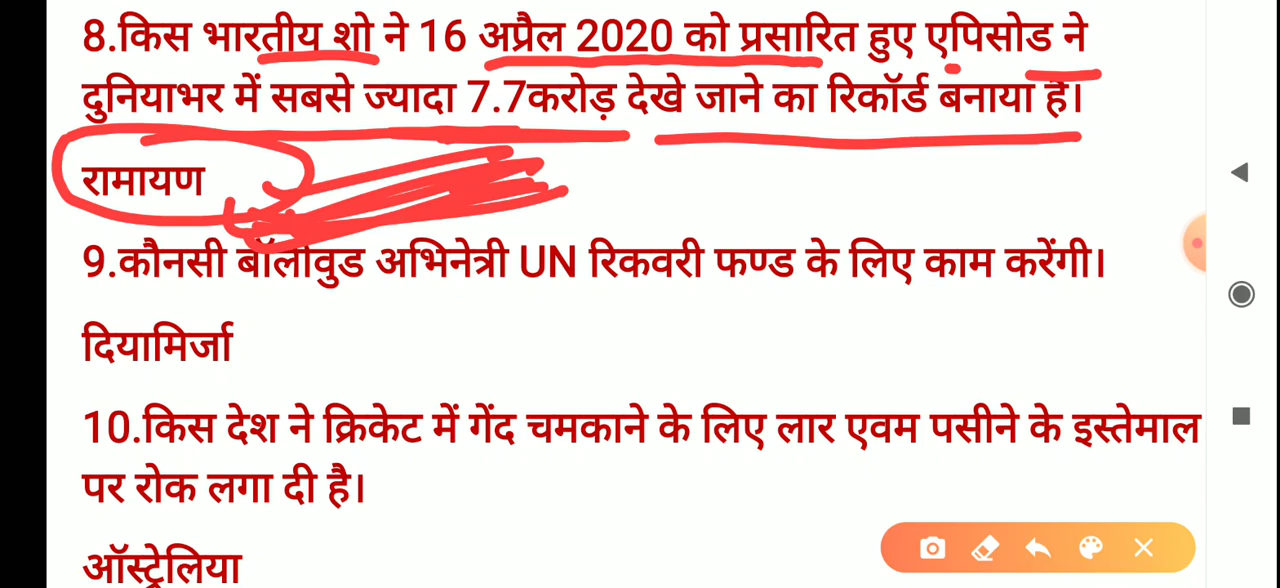 8.किस भारतीय शो ने 16 अप्रैल 2020 को प्रसारित हुए एपिसोड ने
दुनियाभर में सबसे ज्यादा 7.7करोड़ देखे जाने का रिकॉर्ड बनाया है।
रामायण
9.कौनसी बॉलीवुड अभिनेत्री UN रिकवरी फण्ड के लिए काम करेंगी।
दियामिर्जा
10.किस देश ने क्रिकेट में गेंद चमकाने के लिए लार एवम पसीने के इस्तेमाल
पर रोक लगा दी है।
ऑस्ट्रेलिया